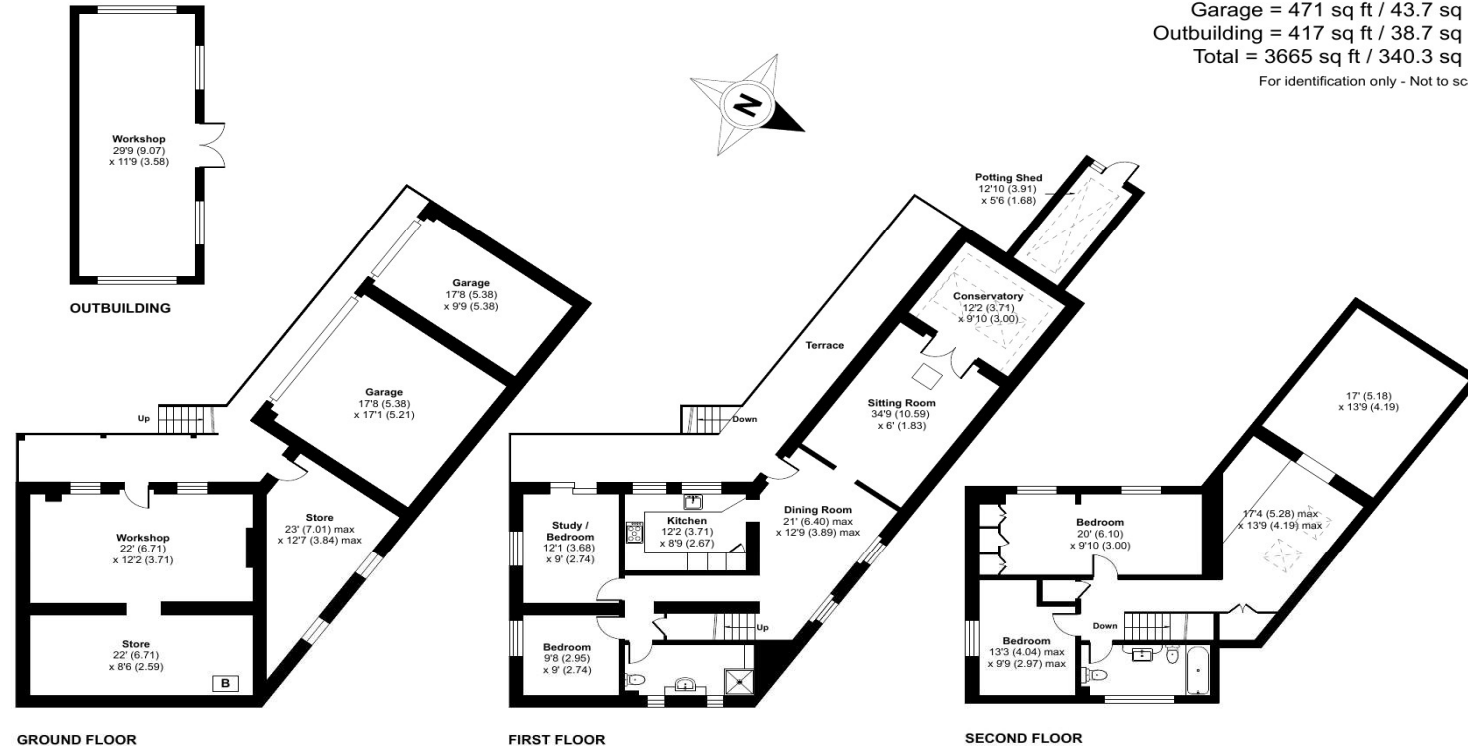 Garage = 471 sq ft / 43.7 sq
Outbuilding = 417 sq ft / 38.7 sq
Total = 3665 sq ft / 340.3 sq
For identification only - Not to sc
N
Workshop
29'9 (9.07)
x 11'9 (3.58)
OUTBUILDING
Garage
17'8 (5.38)
x 9'9 (5.38)
Garage
17'8 (5.38)
x 17'1 (5.21)
Up
Store
23' (7.01) max
x 12'7 (3.84) max
Workshop
22' (6.71)
x 12'2 (3.71)
Store
22' (6.71)
x 8'6 (2.59)
B
GROUND FLOOR
Potting Shed
12'10 (3.91)
x 5'6 (1.68)
Conservatory
12'2 (3.71)
x 9'10 (3.00)
Terrace
Sitting Room
34'9 (10.59)
x 6' (1.83)
Down
Dining Room
21' (6.40) max
x 12'9 (3.89) max
Kitchen
12'2 (3.71)
x 8'9 (2.67)
Study /
Bedroom
12'1 (3.68)
x 9' (2.74)
Up
Bedroom
9'8 (2.95)
x 9' (2.74)
FIRST FLOOR
17' (5.18)
x 13'9 (4.19)
17'4 (5.28) max
x 13'9 (4.19) max
Bedroom
20' (6.10)
x 9'10 (3.00)
Down
Bedroom
13'3 (4.04) max
x 9'9 (2.97) max
SECOND FLOOR